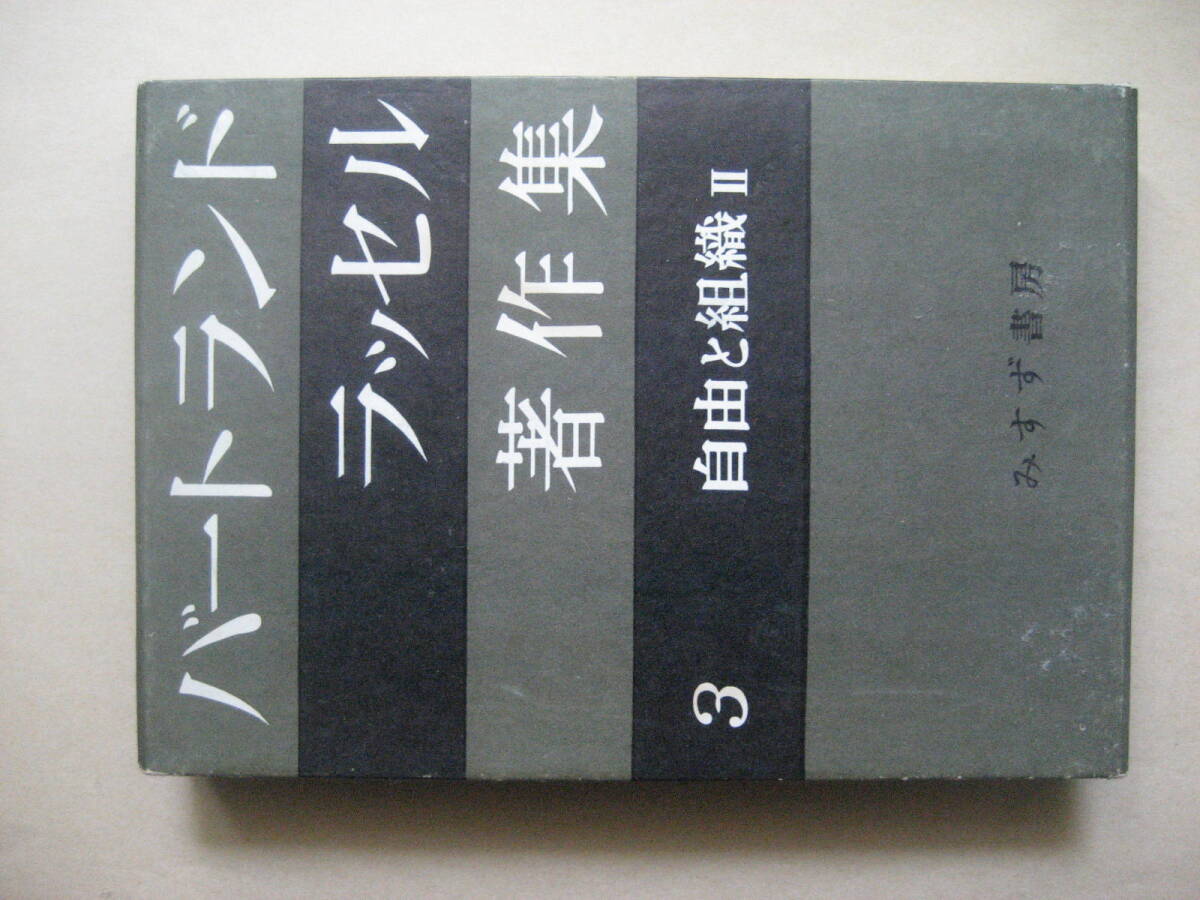 バートランド
ラッセル
著作集
3 自由と組織 II
みすず書房